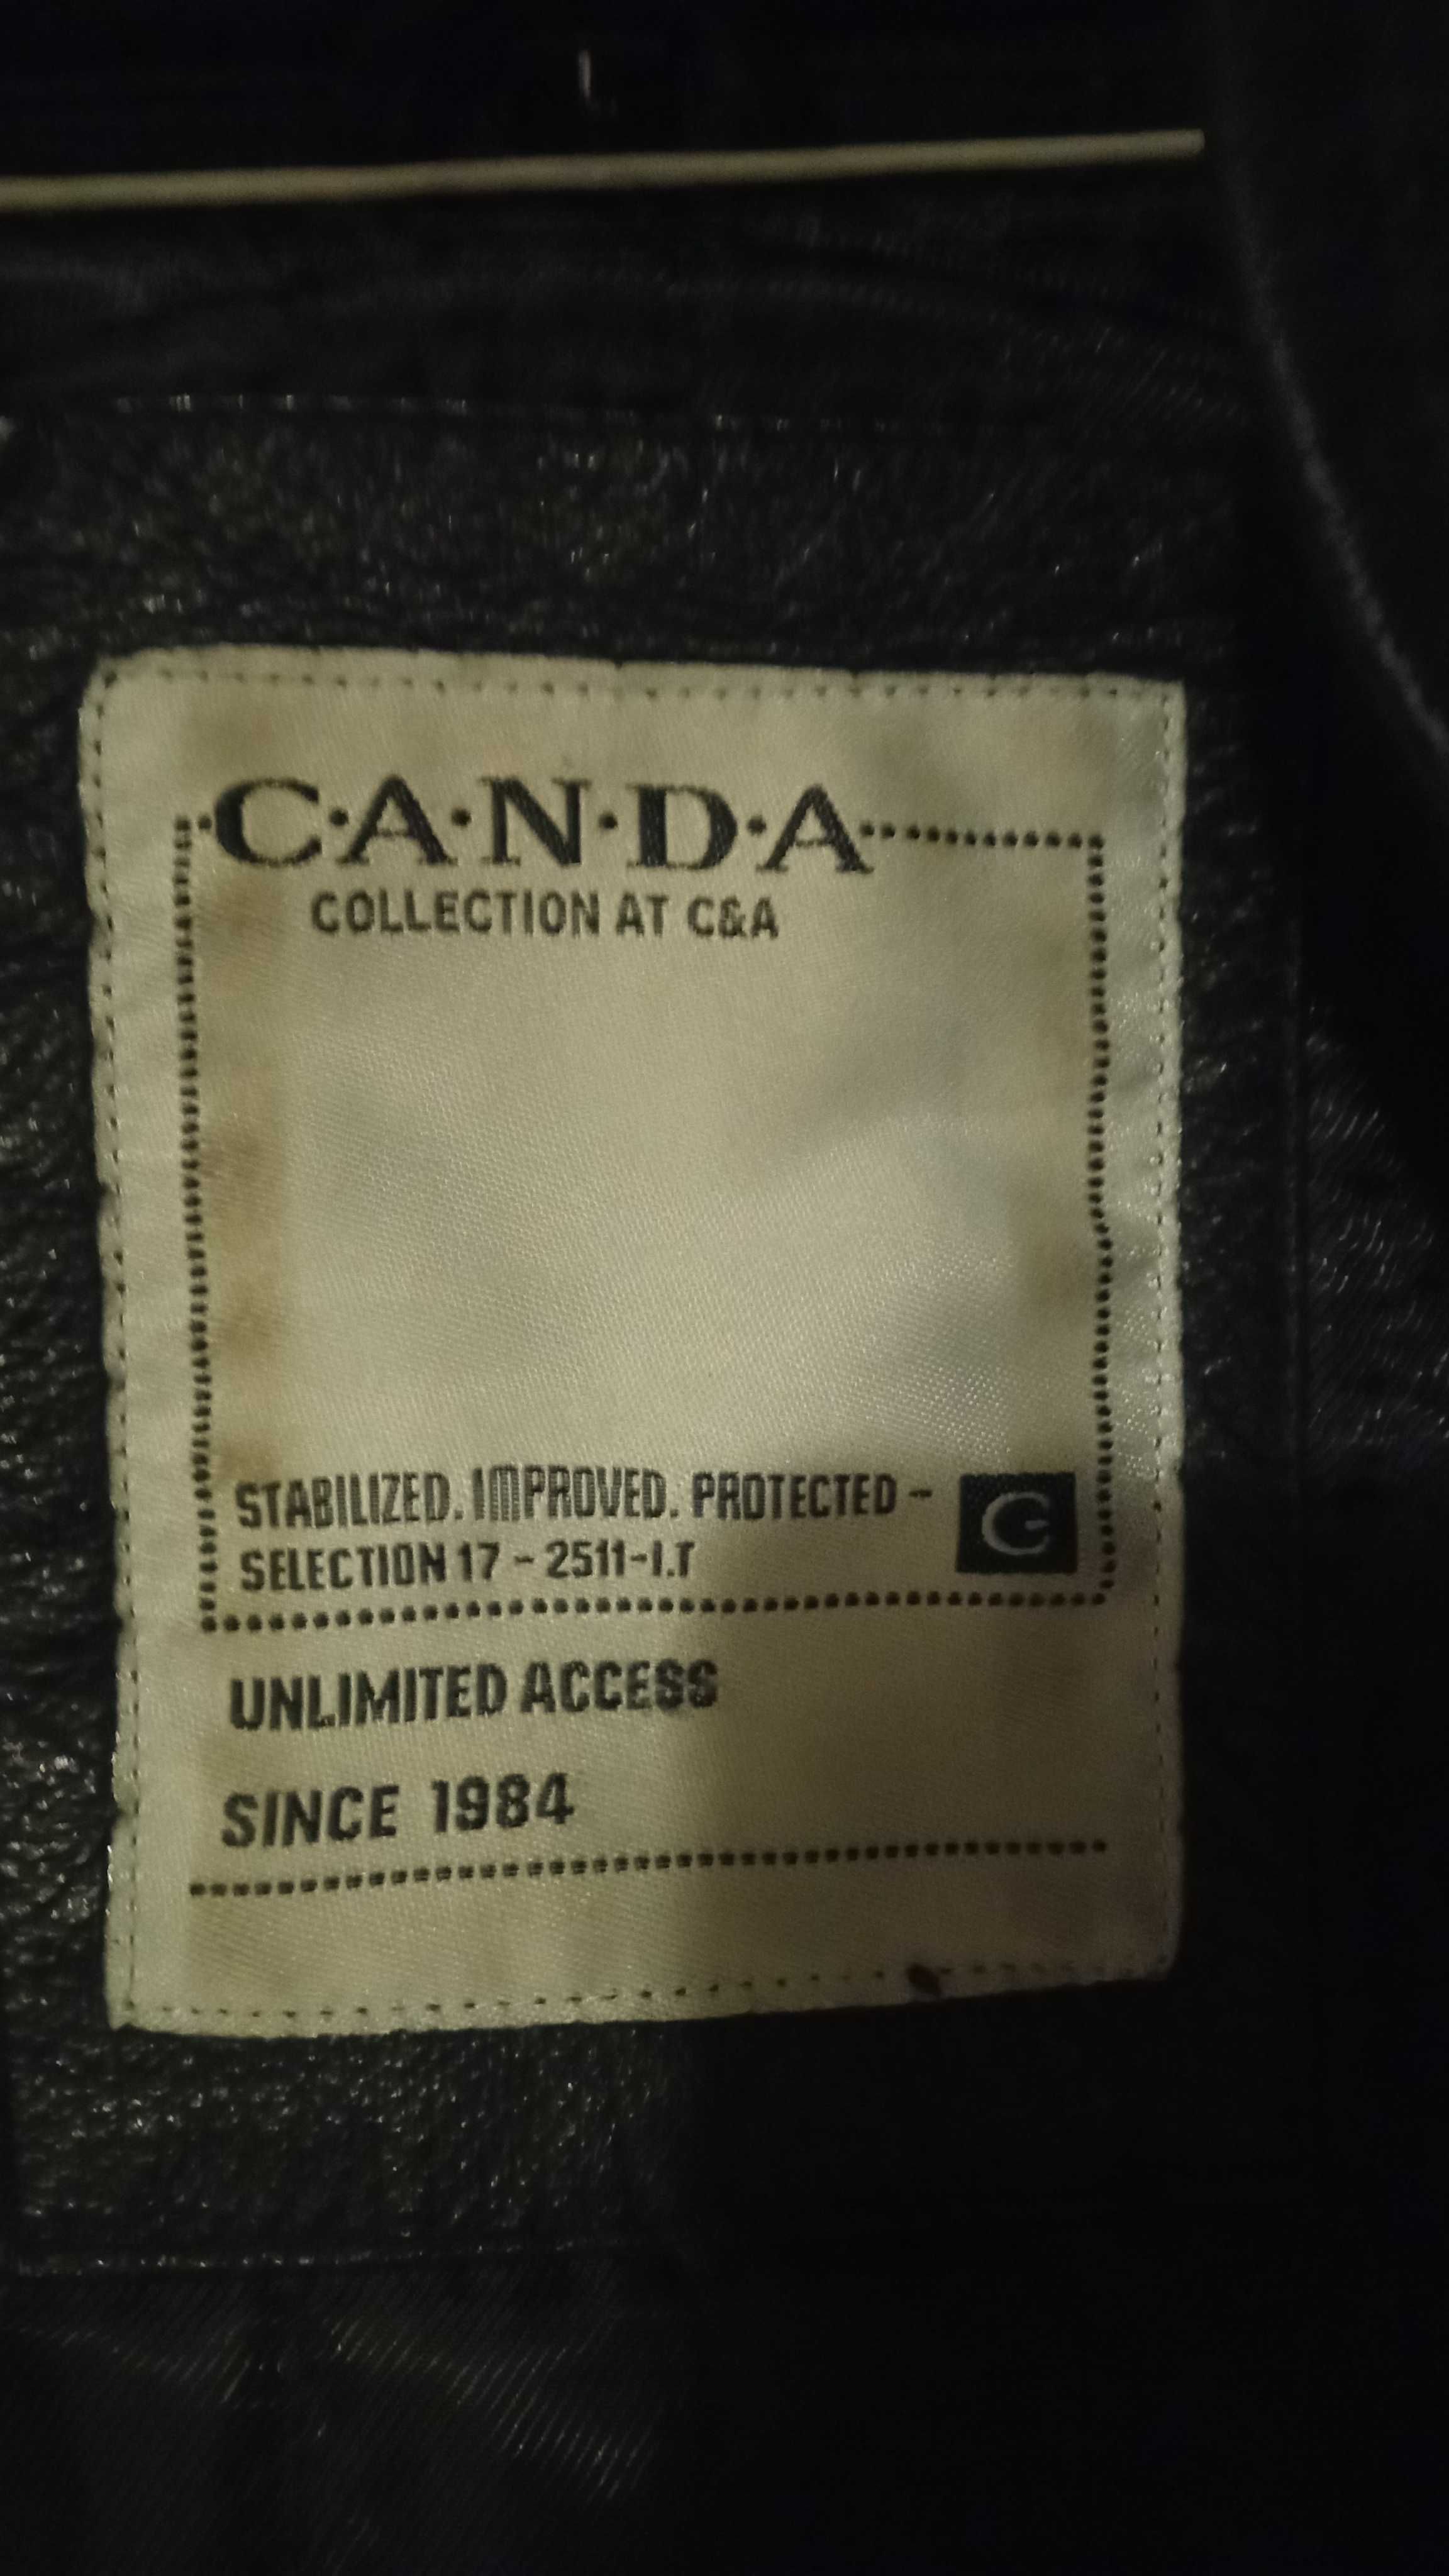 C·A·N·D·A
COLLECTION AT C&A
STABILIZED. IMPROVED. PROTECTED -
SELECTION 17 - 2511-I.T
C
UNLIMITED ACCESS
SINCE 1984